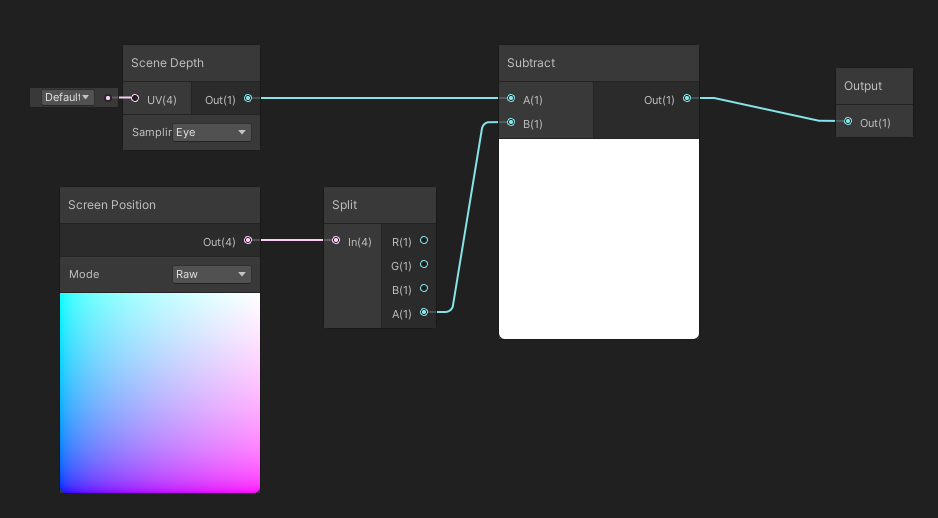 Scene Depth
Default
UV(4)
Out(1)
Samplin
Eye
Screen Position
Out(4)
Mode
Raw
Split
In(4)
R(1)
G(1)
B(1)
A(1)
Subtract
A(1)
Out(1)
B(1)
Output
Out(1)